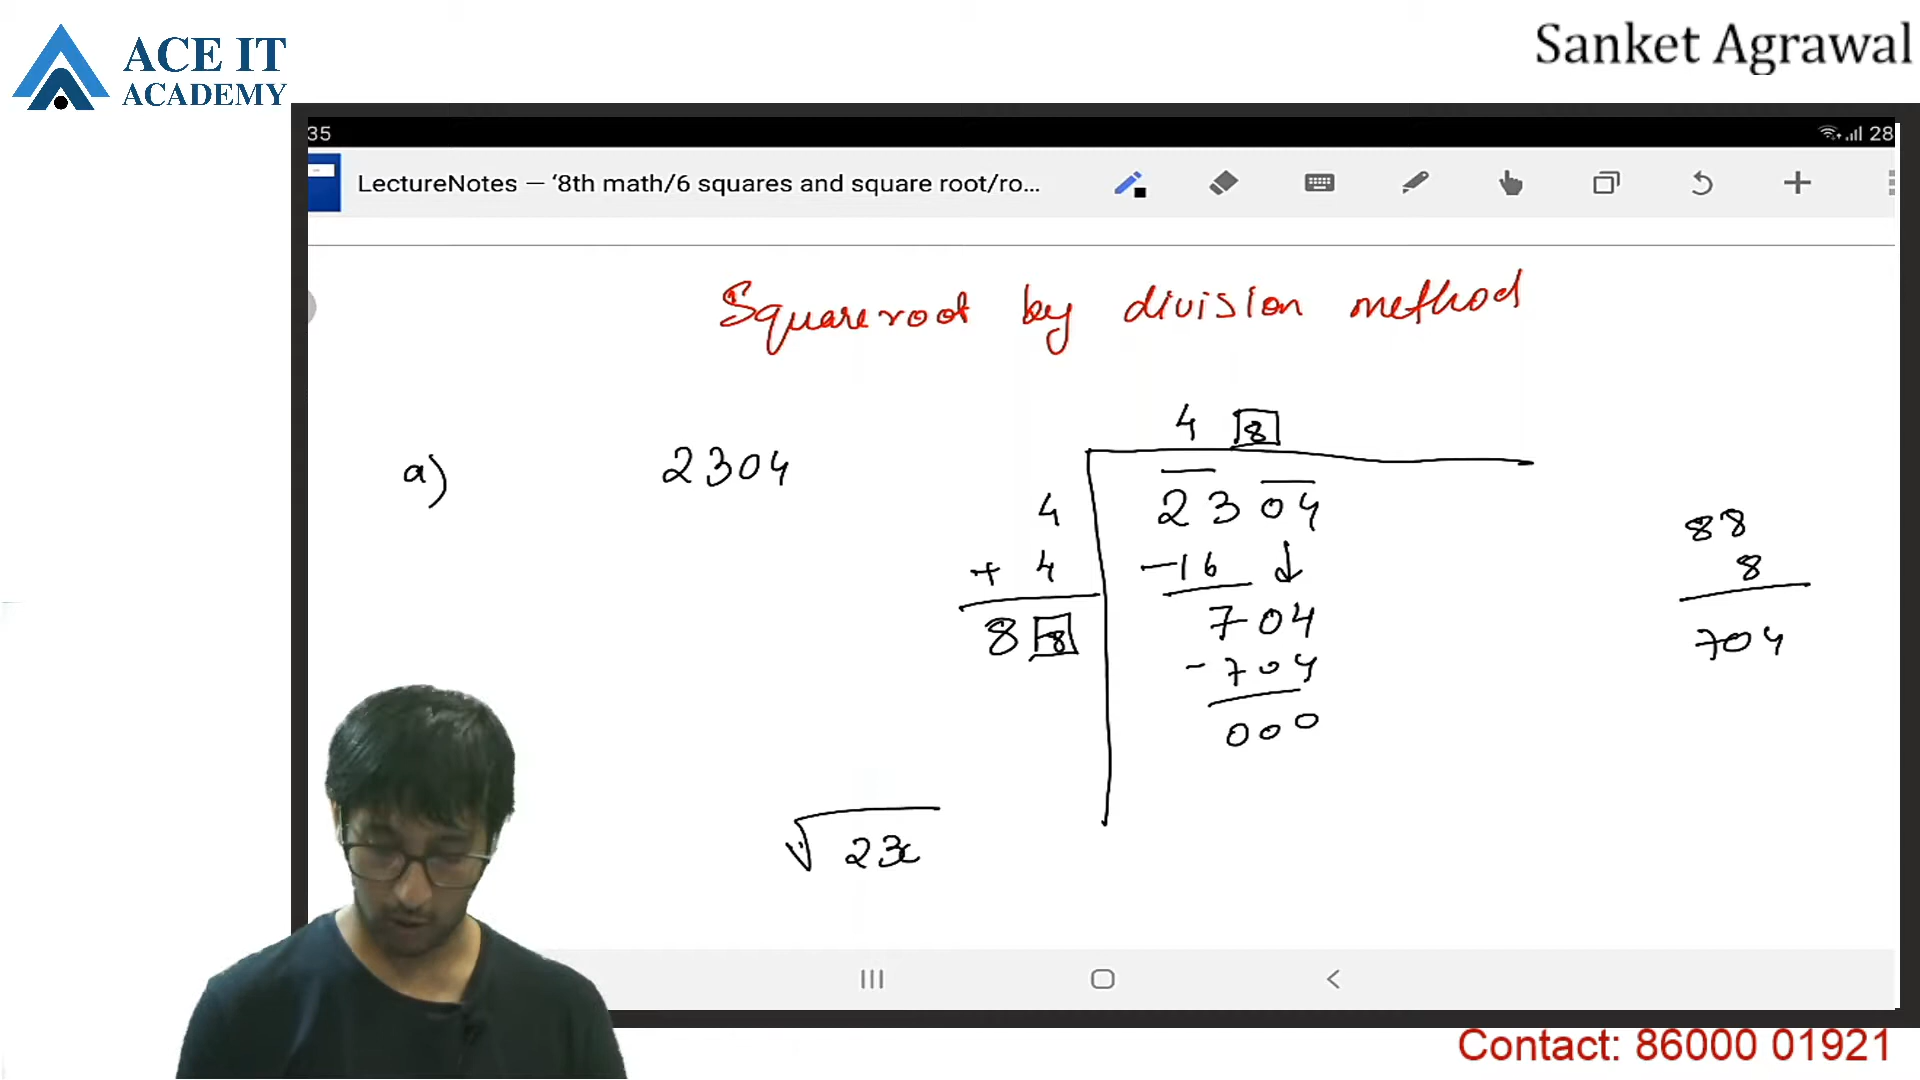 ACE IT
ACADEMY
Sanket Agrawal
35
28
LectureNotes — ‘8th math/6 squares and square root/ro...
Square root by division method
a) 2304
4 8
4 2304
+ 4 -16 ↓
8 8 704
-704
000
88
8
704
√23
Contact: 86000 01921